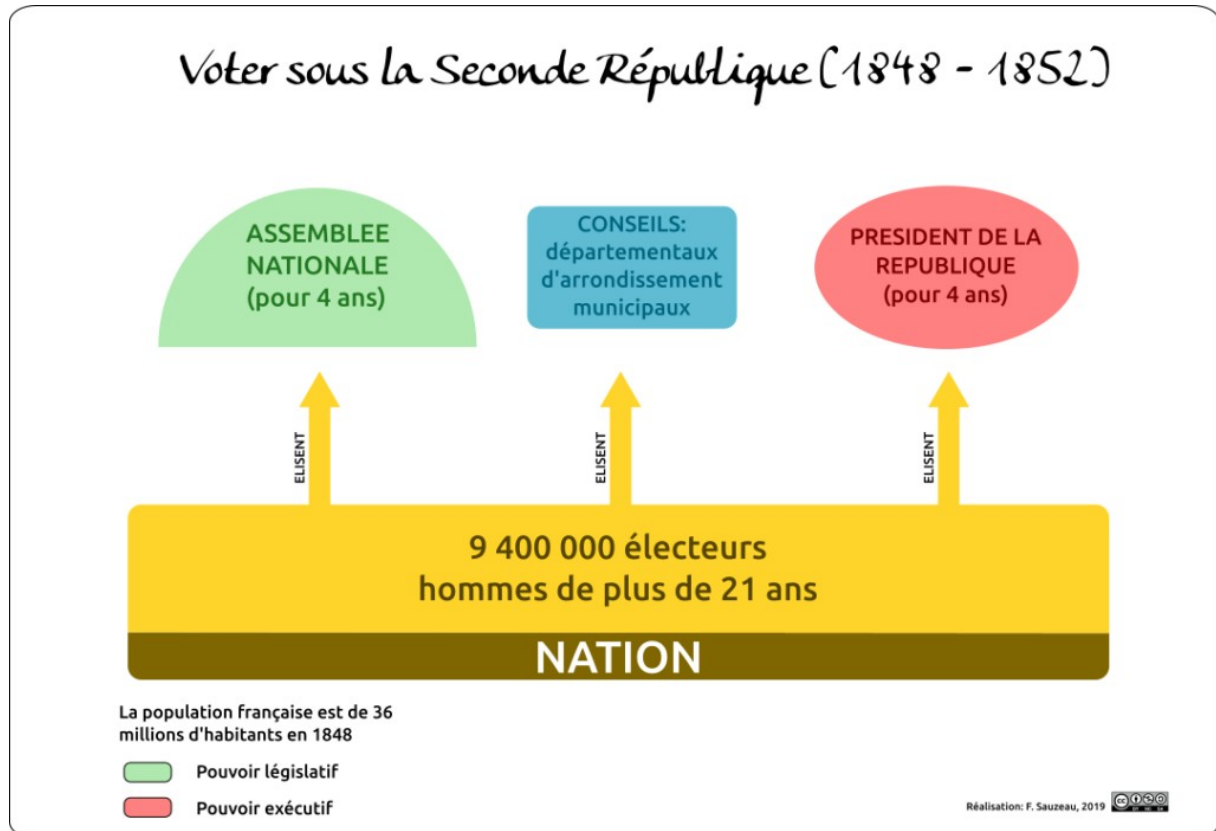 Voter sous la Seconde République (1848 - 1852)
ASSEMBLEE
NATIONALE
(pour 4 ans)
CONSEILS:
départementaux
d'arrondissement
municipaux
PRESIDENT DE LA
REPUBLIQUE
(pour 4 ans)
ELISENT
ELISENT
ELISENT
9 400 000 électeurs
hommes de plus de 21 ans
NATION
La population française est de 36
millions d'habitants en 1848
Pouvoir législatif
Pouvoir exécutif
Réalisation: F. Sauzeau, 2019